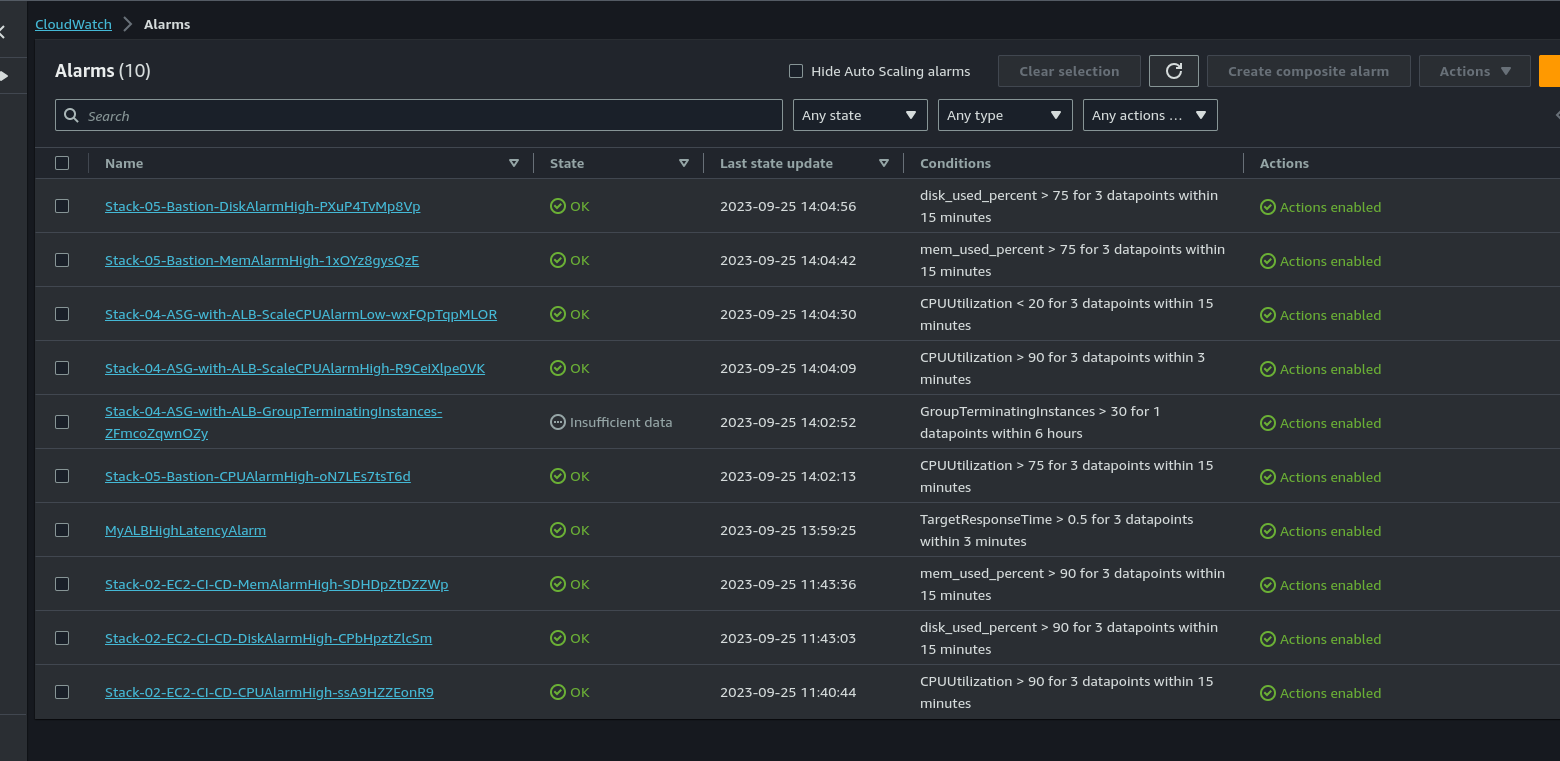 CloudWatch Alarms
Alarms (10)
Hide Auto Scaling alarms
Clear selection
Create composite alarm
Actions
Search
Any state
Any type
Any actions ...
Name State Last state update Conditions Actions
Stack-05-Bastion-DiskAlarmHigh-PXuP4TvMp8Vp OK 2023-09-25 14:04:56 disk_used_percent > 75 for 3 datapoints within
15 minutes
Actions enabled
Stack-05-Bastion-MemAlarmHigh-1xOYz8gysQzE OK 2023-09-25 14:04:42 mem_used_percent > 75 for 3 datapoints within
15 minutes
Actions enabled
Stack-04-ASG-with-ALB-ScaleCPUAlarmLow-wxFQpTqpMLOR OK 2023-09-25 14:04:30 CPUUtilization < 20 for 3 datapoints within 15
minutes
Actions enabled
Stack-04-ASG-with-ALB-ScaleCPUAlarmHigh-R9CeiXlpe0VK OK 2023-09-25 14:04:09 CPUUtilization > 90 for 3 datapoints within 3
minutes
Actions enabled
Stack-04-ASG-with-ALB-GroupTerminatingInstances-
ZFmcoZqwnOZy
Insufficient data 2023-09-25 14:02:52 GroupTerminatingInstances > 30 for 1
datapoints within 6 hours
Actions enabled
Stack-05-Bastion-CPUAlarmHigh-oN7LEs7tsT6d OK 2023-09-25 14:02:13 CPUUtilization > 75 for 3 datapoints within 15
minutes
Actions enabled
MyALBHighLatencyAlarm OK 2023-09-25 13:59:25 TargetResponseTime > 0.5 for 3 datapoints
within 3 minutes
Actions enabled
Stack-02-EC2-CI-CD-MemAlarmHigh-SDHDpZtDZZWp OK 2023-09-25 11:43:36 mem_used_percent > 90 for 3 datapoints within
15 minutes
Actions enabled
Stack-02-EC2-CI-CD-DiskAlarmHigh-CPbHpztZlcSm OK 2023-09-25 11:43:03 disk_used_percent > 90 for 3 datapoints within
15 minutes
Actions enabled
Stack-02-EC2-CI-CD-CPUAlarmHigh-ssA9HZZEonR9 OK 2023-09-25 11:40:44 CPUUtilization > 90 for 3 datapoints within 15
minutes
Actions enabled